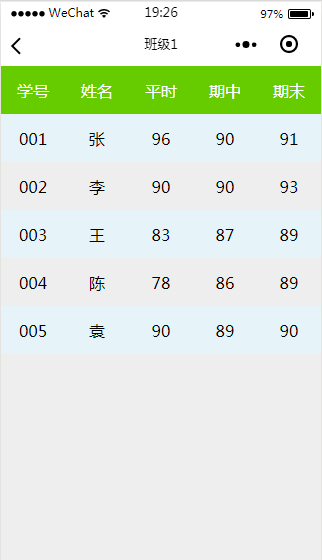 WeChat 19:26 97%
班级1
学号 姓名 平时 期中 期末
001 张 96 90 91
002 李 90 90 93
003 王 83 87 89
004 陈 78 86 89
005 袁 90 89 90